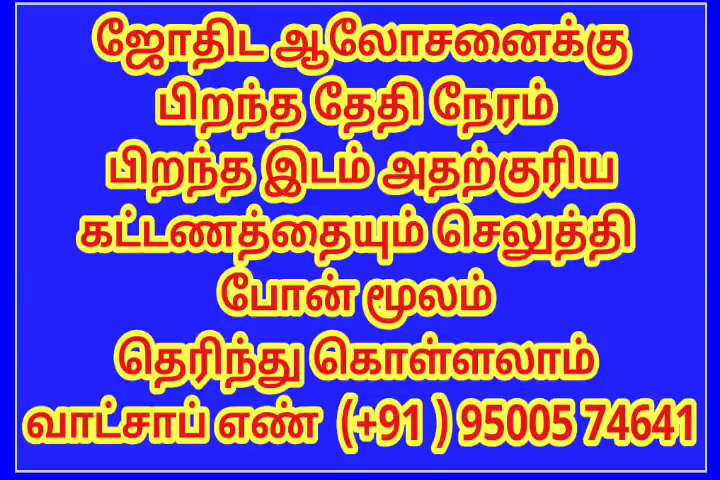 ஜோதிட ஆலோசனைக்கு
பிறந்த தேதி நேரம்
பிறந்த இடம் அதற்குரிய
கட்டணத்தையும் செலுத்தி
போன் மூலம்
தெரிந்து கொள்ளலாம்
வாட்சாப் எண் (+91 ) 95005 74641